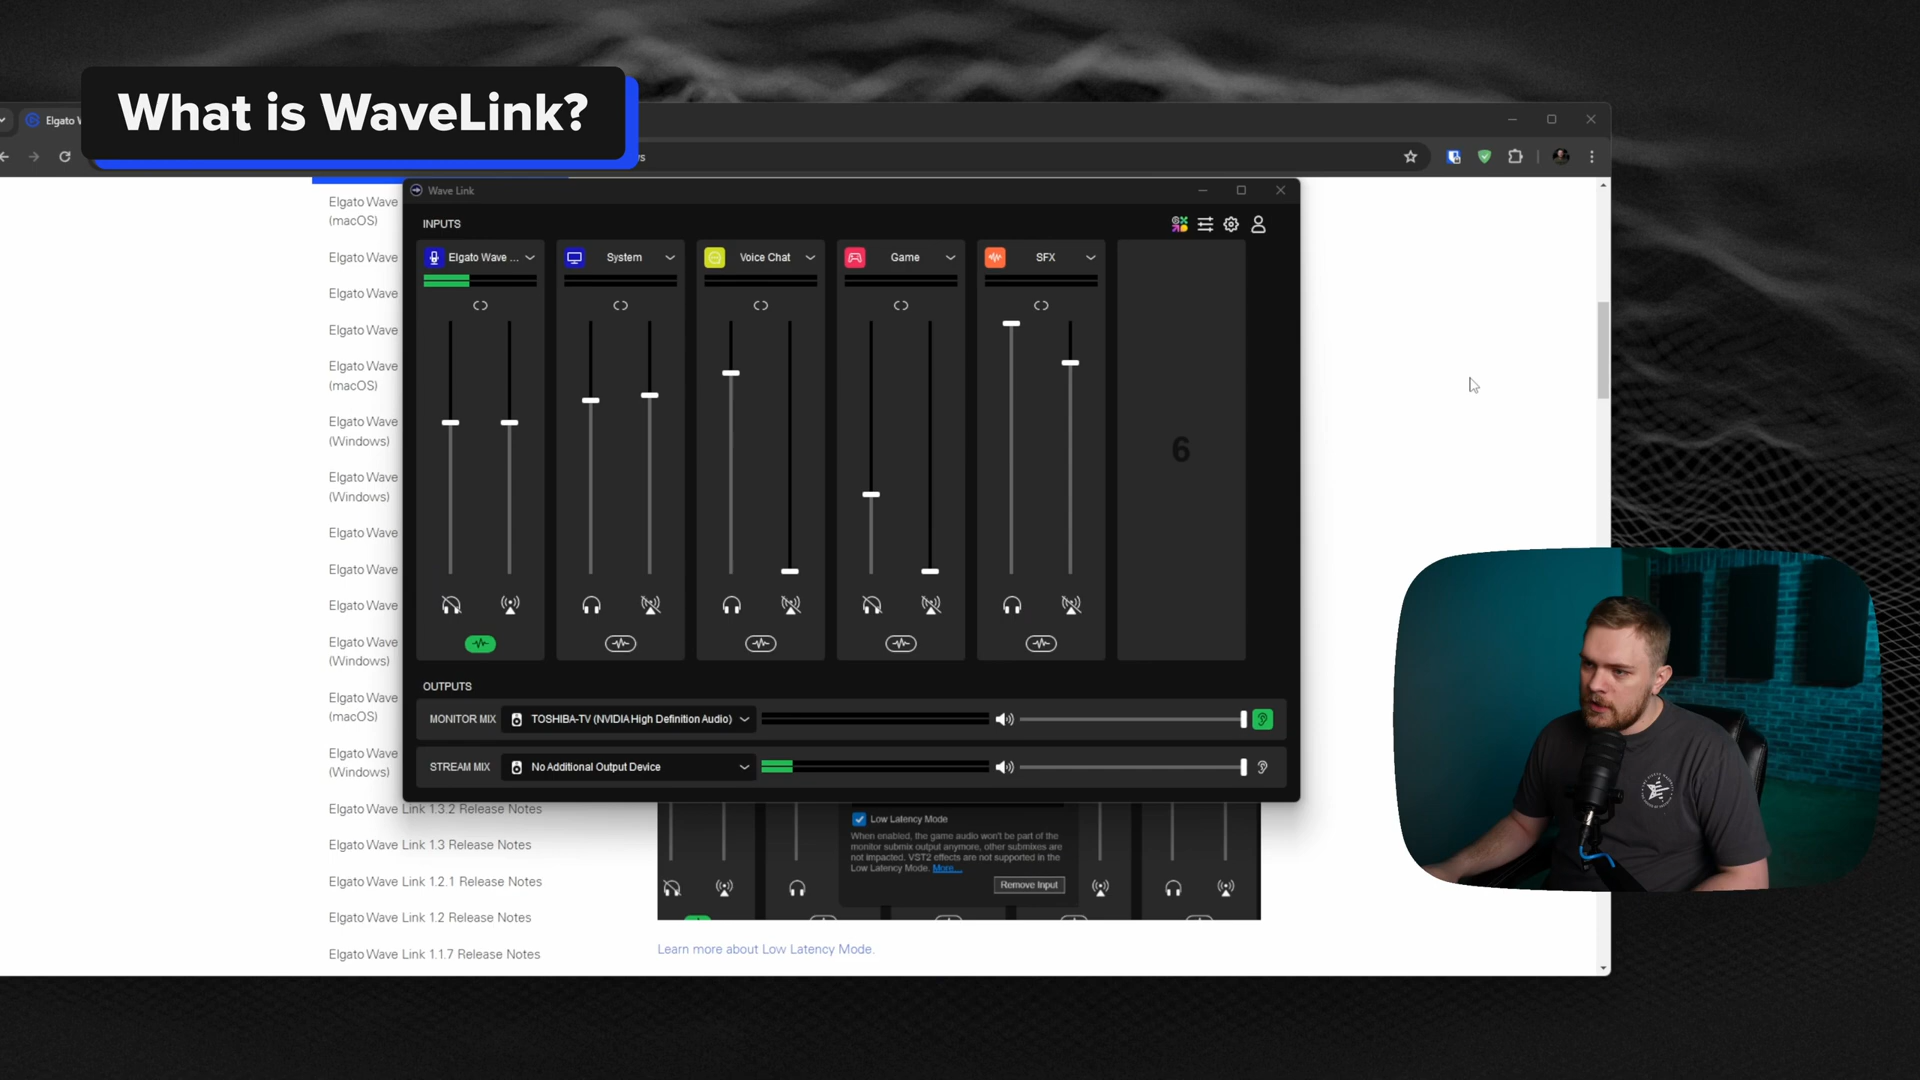 What is WaveLink?
Elgato W
s
Elgato Wave
(macOS)
Elgato Wave
Elgato Wave
Elgato Wave
Elgato Wave
(macOS)
Elgato Wave
(Windows)
Elgato Wave
(Windows)
Elgato Wave
Elgato Wave
Elgato Wave
Elgato Wave
(Windows)
Elgato Wave
(macOS)
Elgato Wave
(Windows)
Elgato Wave Link 1.3.2 Release Notes
Elgato Wave Link 1.3 Release Notes
Elgato Wave Link 1.2.1 Release Notes
Elgato Wave Link 1.2 Release Notes
Elgato Wave Link 1.1.7 Release Notes
Wave Link
INPUTS
Elgato Wave ...
System
Voice Chat
Game
SFX
6
OUTPUTS
MONITOR MIX
TOSHIBA-TV (NVIDIA High Definition Audio)
STREAM MIX
No Additional Output Device
Low Latency Mode
When enabled, the game audio won't be part of the
monitor submix output anymore, other submixes are
not impacted. VST2 effects are not supported in the
Low Latency Mode. More...
Remove Input
Learn more about Low Latency Mode.